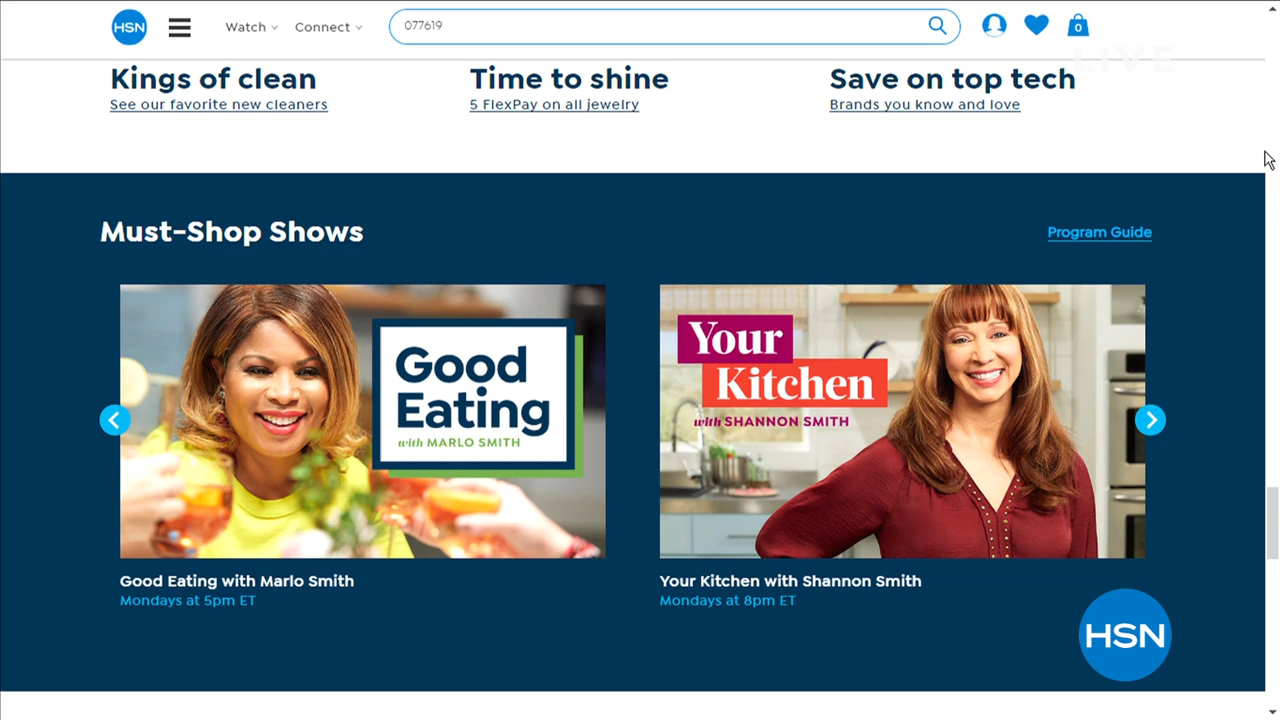 HSN
Watch
Connect
077619
0
LIVE
Kings of clean
Time to shine
Save on top tech
See our favorite new cleaners
5 FlexPay on all jewelry
Brands you know and love
Must-Shop Shows
Program Guide
Good
Eating
with MARLO SMITH
Your
Kitchen
with SHANNON SMITH
Good Eating with Marlo Smith
Mondays at 5pm ET
Your Kitchen with Shannon Smith
Mondays at 8pm ET
HSN